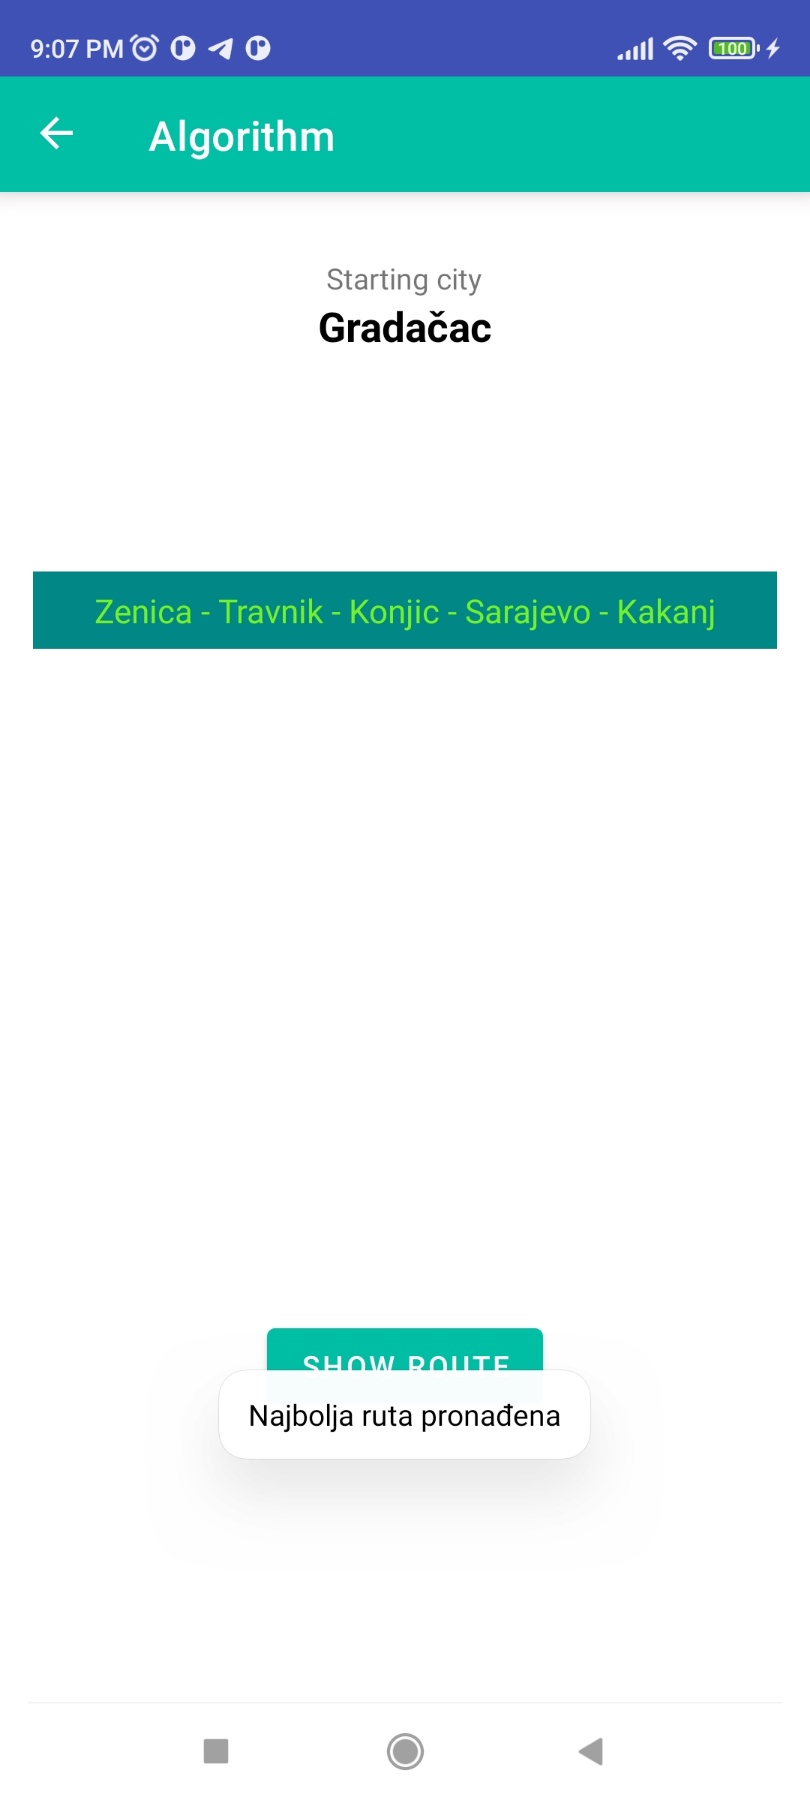 9:07 PM 100
Algorithm
Starting city
Gradačac
Zenica - Travnik - Konjic - Sarajevo - Kakanj
SHOW ROUTE
Najbolja ruta pronađena